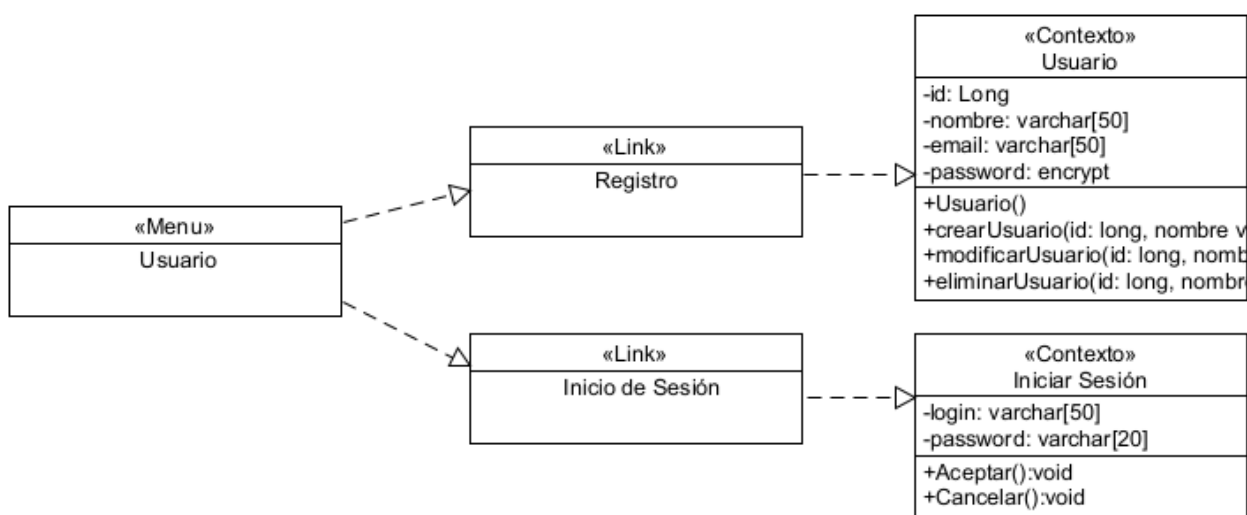 «Menu»
Usuario
«Link»
Registro
«Link»
Inicio de Sesión
«Contexto»
Usuario
-id: Long
-nombre: varchar[50]
-email: varchar[50]
-password: encrypt
+Usuario()
+crearUsuario(id: long, nombre v
+modificarUsuario(id: long, nomb
+eliminarUsuario(id: long, nombre
«Contexto»
Iniciar Sesión
-login: varchar[50]
-password: varchar[20]
+Aceptar():void
+Cancelar():void